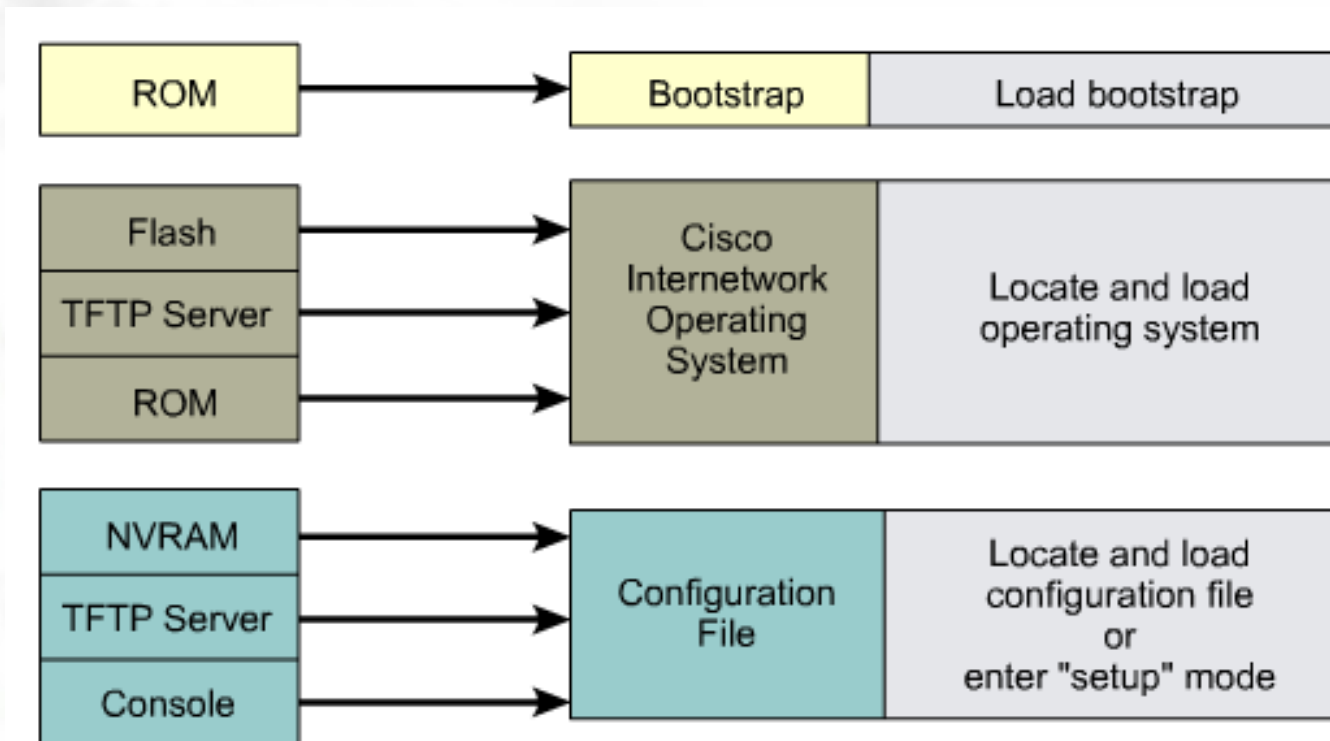 ROM
Bootstrap
Load bootstrap
Flash
TFTP Server
ROM
Cisco
Internetwork
Operating
System
Locate and load
operating system
NVRAM
TFTP Server
Console
Configuration
File
Locate and load
configuration file
or
enter "setup" mode